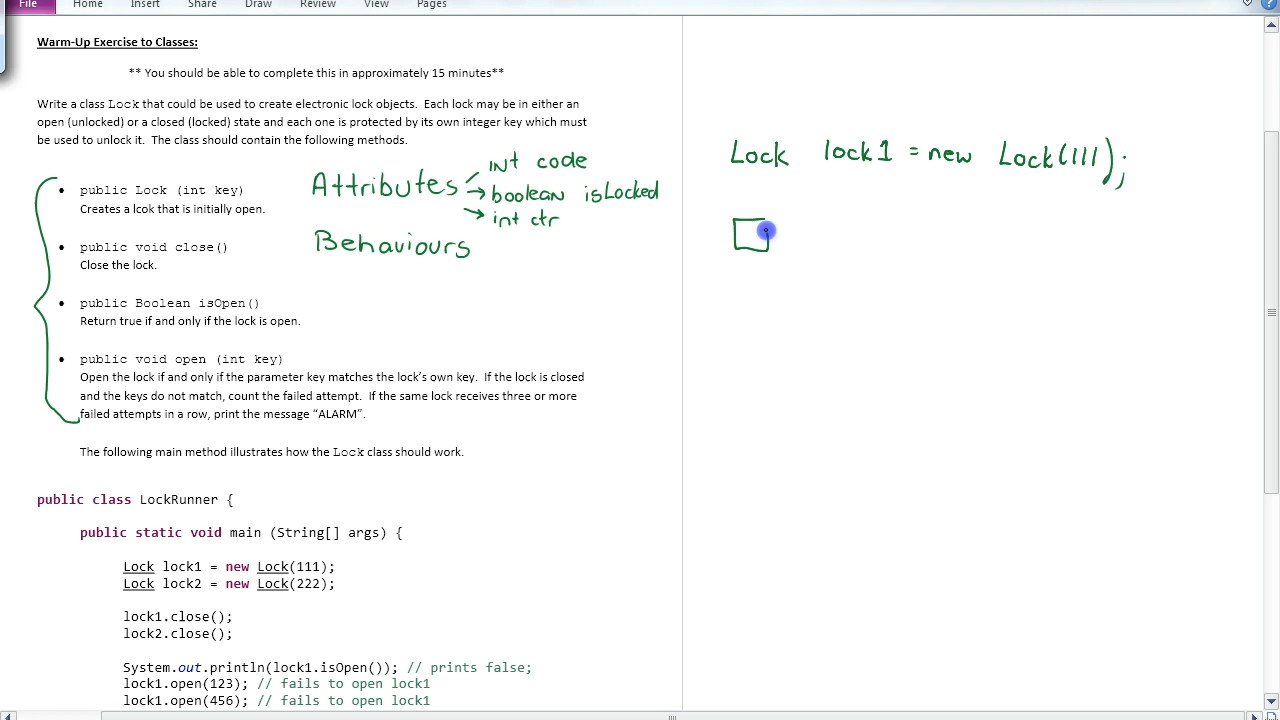 File Home Insert Share Draw Review View Pages
Warm-Up Exercise to Classes:
** You should be able to complete this in approximately 15 minutes**
Write a class Lock that could be used to create electronic lock objects. Each lock may be in either an
open (unlocked) or a closed (locked) state and each one is protected by its own integer key which must
be used to unlock it. The class should contain the following methods.
• public Lock (int key)
Creates a lcok that is initially open.
• public void close()
Close the lock.
• public Boolean isOpen()
Return true if and only if the lock is open.
• public void open (int key)
Open the lock if and only if the parameter key matches the lock's own key. If the lock is closed
and the keys do not match, count the failed attempt. If the same lock receives three or more
failed attempts in a row, print the message “ALARM”.
The following main method illustrates how the Lock class should work.
public class LockRunner {
public static void main (String[] args) {
Lock lock1 = new Lock(111);
Lock lock2 = new Lock(222);
lock1.close();
lock2.close();
System.out.println(lock1.isOpen()); // prints false;
lock1.open(123); // fails to open lock1
lock1.open(456); // fails to open lock1
Attributes
int code
boolean isLocked
int ctr
Behaviours
Lock lock1 = new Lock(111);